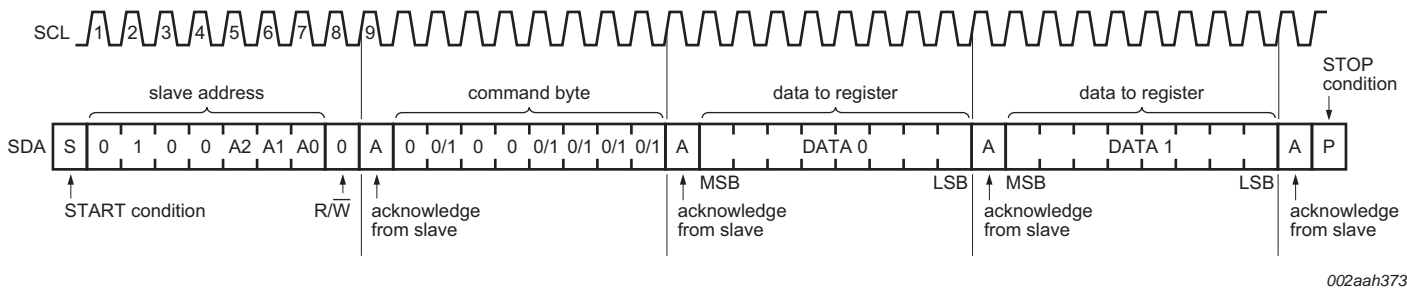 SCL 1 2 3 4 5 6 7 8 9
STOP
condition
slave address command byte data to register data to register
SDA S 0 1 0 0 A2 A1 A0 0 A 0 0/1 0 0 0/1 0/1 0/1 0/1 A DATA 0 A DATA 1 A P
MSB LSB MSB LSB
START condition R/W̅ acknowledge acknowledge acknowledge acknowledge
from slave from slave from slave from slave
002aah373